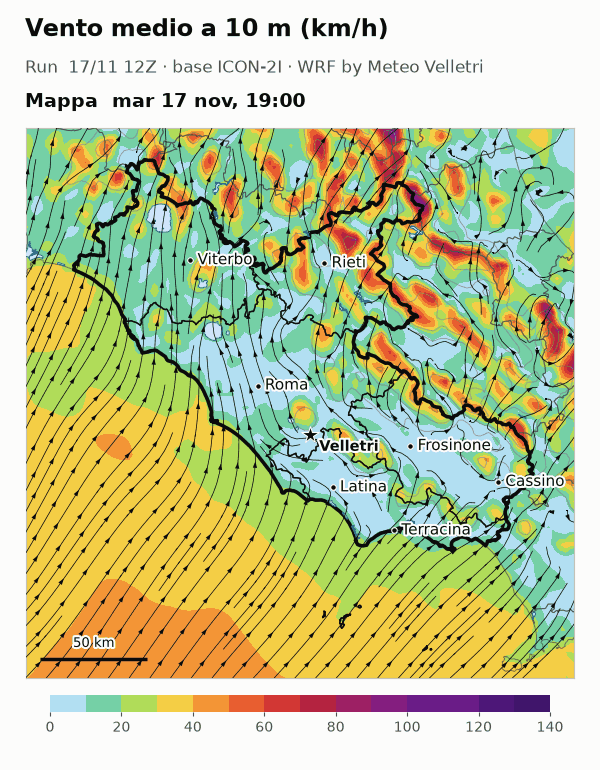 Vento medio a 10 m (km/h)
Run  17/11 12Z · base ICON-2I · WRF by Meteo Velletri
Mappa  mar 17 nov, 19:00
Viterbo
Rieti
Roma
Velletri
Frosinone
Latina
Cassino
Terracina
50 km
0 20 40 60 80 100 120 140